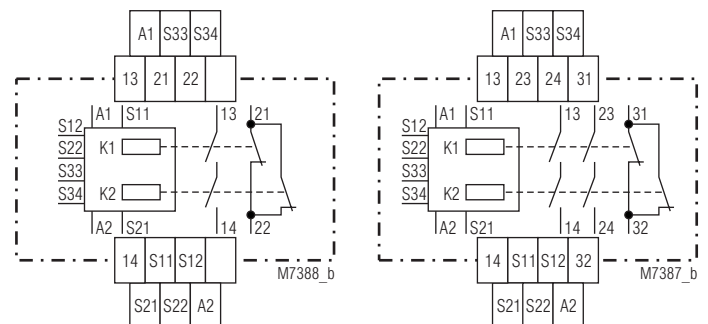 A1 S33 S34
13 21 22
A1 S11 13 21
S12
S22
S33
S34
K1
K2
A2 S21 14 22
14 S11 S12
M7388_b
S21 S22 A2
A1 S33 S34
13 23 24 31
A1 S11 13 23 31
S12
S22
S33
S34
K1
K2
A2 S21 14 24 32
14 S11 S12 32
M7387_b
S21 S22 A2